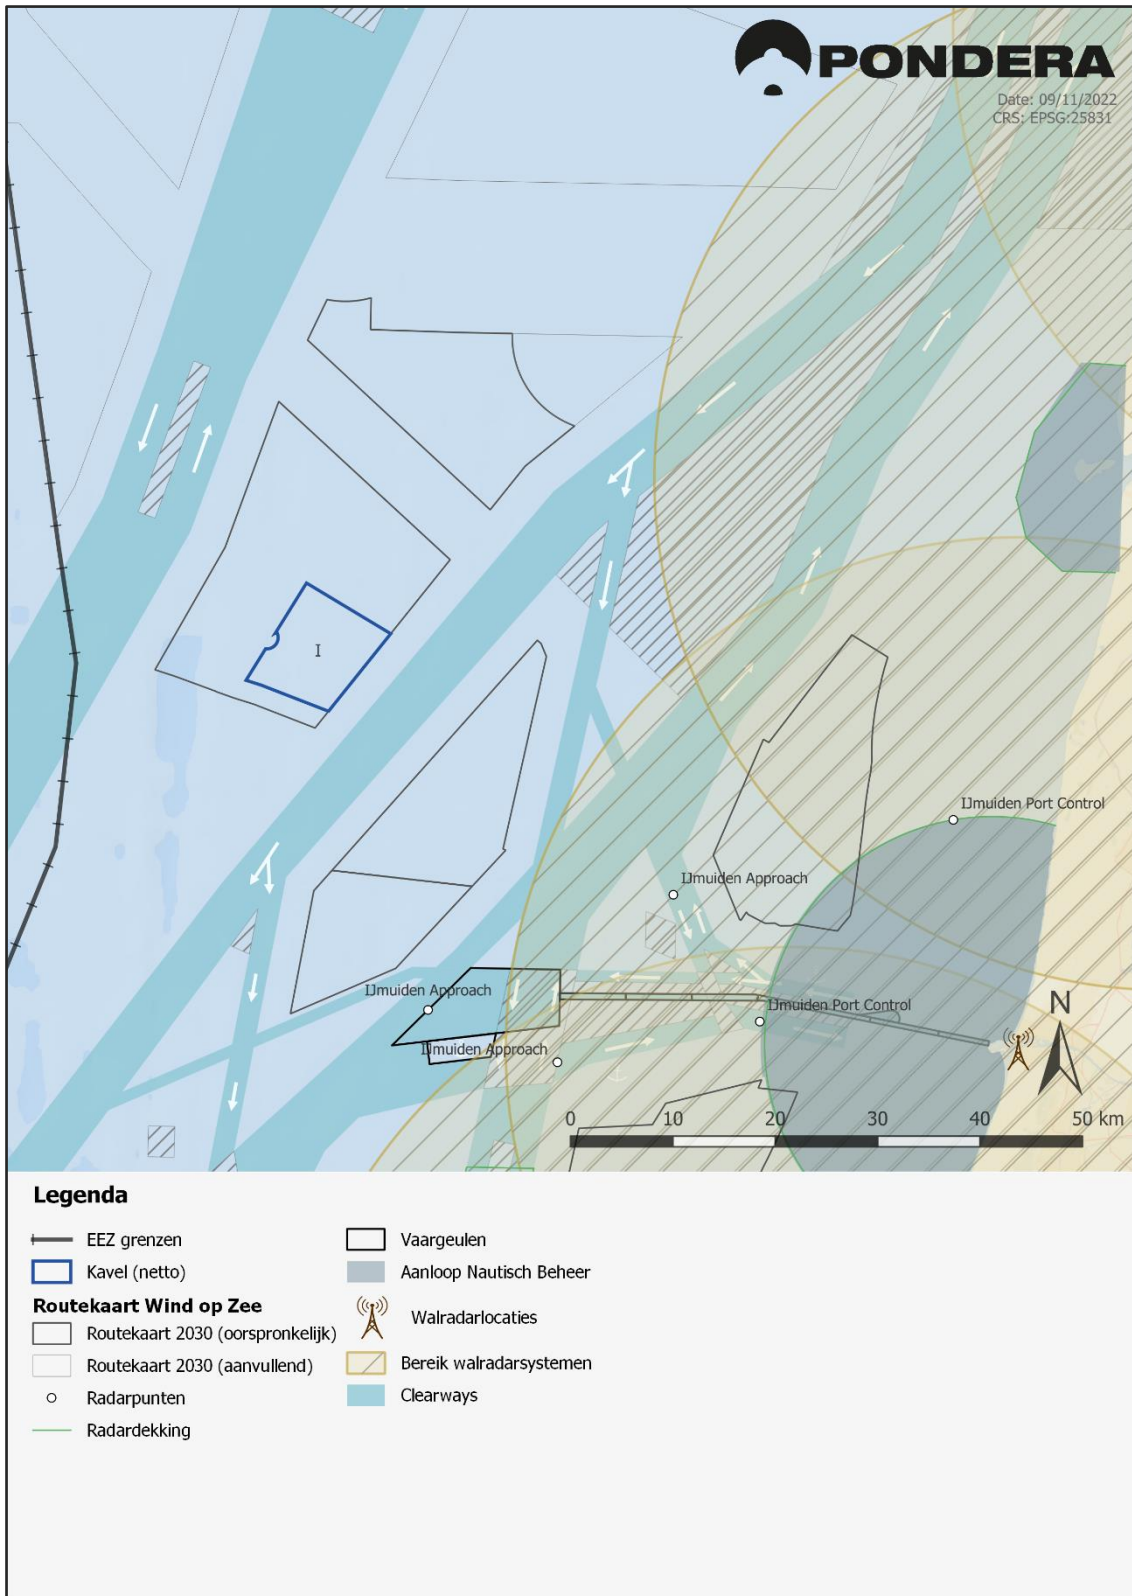 PONDERA
Date: 09/11/2022
CRS: EPSG:25831
I
IJmuiden Port Control
IJmuiden Approach
IJmuiden Approach
IJmuiden Port Control
IJmuiden Approach
N
0 10 20 30 40 50 km
Legenda
EEZ grenzen
Kavel (netto)
Routekaart Wind op Zee
Routekaart 2030 (oorspronkelijk)
Routekaart 2030 (aanvullend)
Radarpunten
Radardekking
Vaargeulen
Aanloop Nautisch Beheer
Walradarlocaties
Bereik walradarsystemen
Clearways